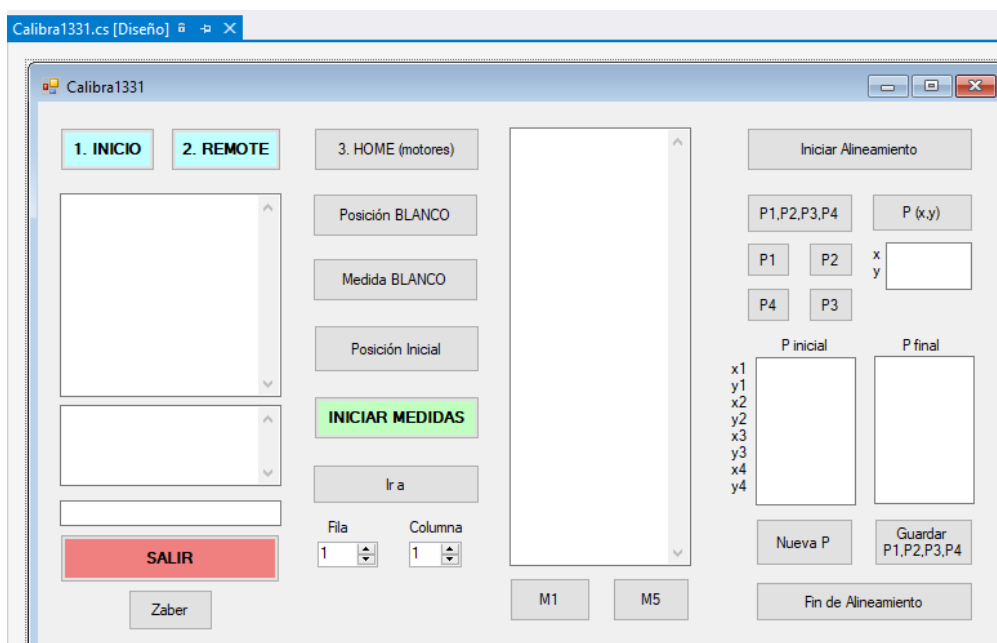 Calibra1331.cs [Diseño]
Calibra1331
1. INICIO
2. REMOTE
3. HOME (motores)
Iniciar Alineamiento
Posición BLANCO
P1,P2,P3,P4
P (x,y)
Medida BLANCO
P1
P2
x
y
P4
P3
Posición Inicial
P inicial
P final
x1
y1
x2
y2
x3
y3
x4
y4
INICIAR MEDIDAS
Ir a
Fila
Columna
1
1
SALIR
Zaber
M1
M5
Nueva P
Guardar
P1,P2,P3,P4
Fin de Alineamiento